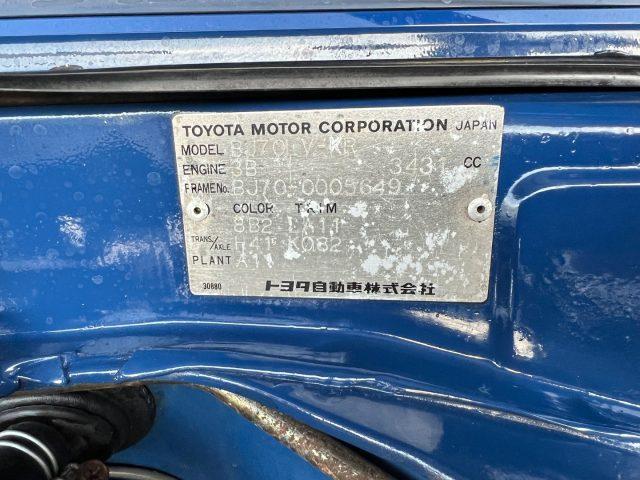 TOYOTA MOTOR CORPORATION JAPAN
MODEL BJ70LV-KR
ENGINE 3B 3431 CC
FRAME No. BJ70-0005649
COLOR TRIM
8B2 LA11
TRANS/AXLE H41 K082
PLANT A11
30880 トヨタ自動車株式会社